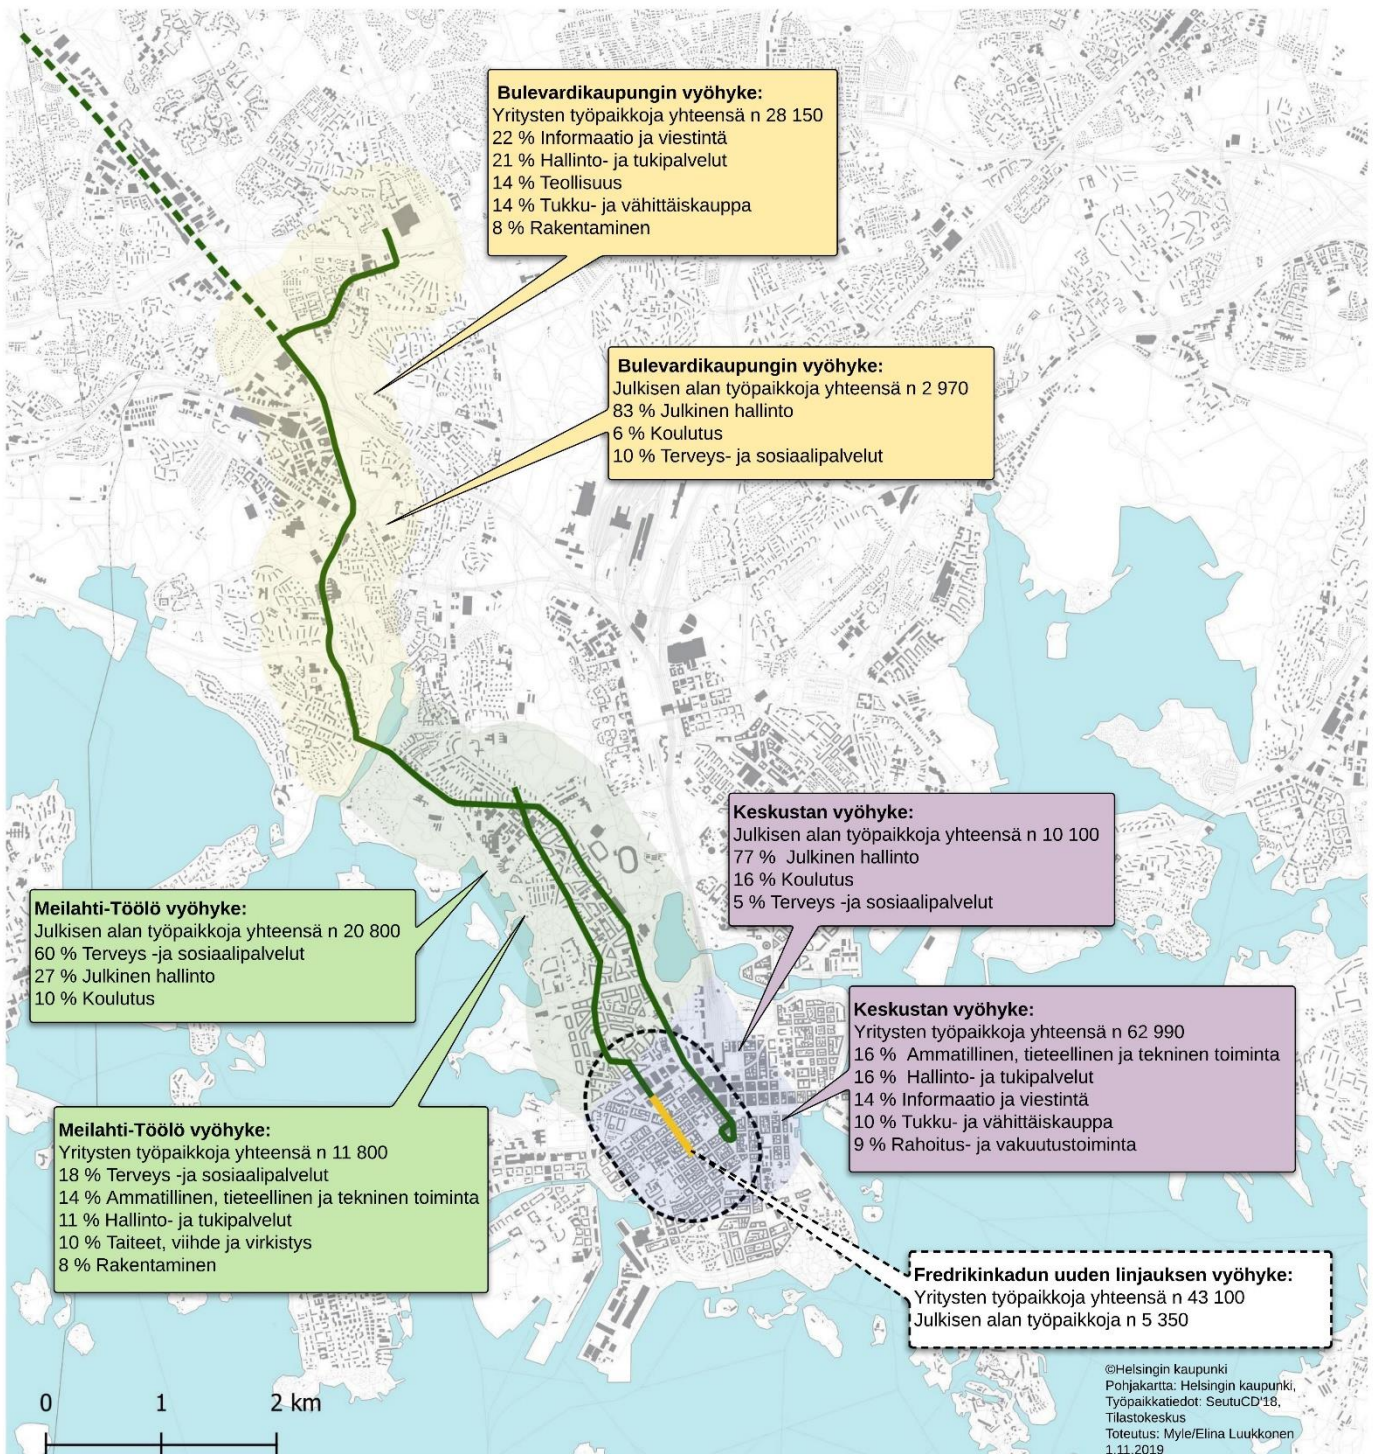 Bulevardikaupungin vyöhyke:
Yritysten työpaikkoja yhteensä n 28 150
22 % Informaatio ja viestintä
21 % Hallinto- ja tukipalvelut
14 % Teollisuus
14 % Tukku- ja vähittäiskauppa
8 % Rakentaminen
Bulevardikaupungin vyöhyke:
Julkisen alan työpaikkoja yhteensä n 2 970
83 % Julkinen hallinto
6 % Koulutus
10 % Terveys- ja sosiaalipalvelut
Keskustan vyöhyke:
Julkisen alan työpaikkoja yhteensä n 10 100
77 % Julkinen hallinto
16 % Koulutus
5 % Terveys -ja sosiaalipalvelut
Meilahti-Töölö vyöhyke:
Julkisen alan työpaikkoja yhteensä n 20 800
60 % Terveys -ja sosiaalipalvelut
27 % Julkinen hallinto
10 % Koulutus
Keskustan vyöhyke:
Yritysten työpaikkoja yhteensä n 62 990
16 % Ammatillinen, tieteellinen ja tekninen toiminta
16 % Hallinto- ja tukipalvelut
14 % Informaatio ja viestintä
10 % Tukku- ja vähittäiskauppa
9 % Rahoitus- ja vakuutustoiminta
Meilahti-Töölö vyöhyke:
Yritysten työpaikkoja yhteensä n 11 800
18 % Terveys -ja sosiaalipalvelut
14 % Ammatillinen, tieteellinen ja tekninen toiminta
11 % Hallinto- ja tukipalvelut
10 % Taiteet, viihde ja virkistys
8 % Rakentaminen
Fredrikinkadun uuden linjauksen vyöhyke:
Yritysten työpaikkoja yhteensä n 43 100
Julkisen alan työpaikkoja n 5 350
0 1 2 km
©Helsingin kaupunki
Pohjakartta: Helsingin kaupunki,
Työpaikkatiedot: SeutuCD'18,
Tilastokeskus
Toteutus: Myle/Elina Luukkonen
1.11.2019